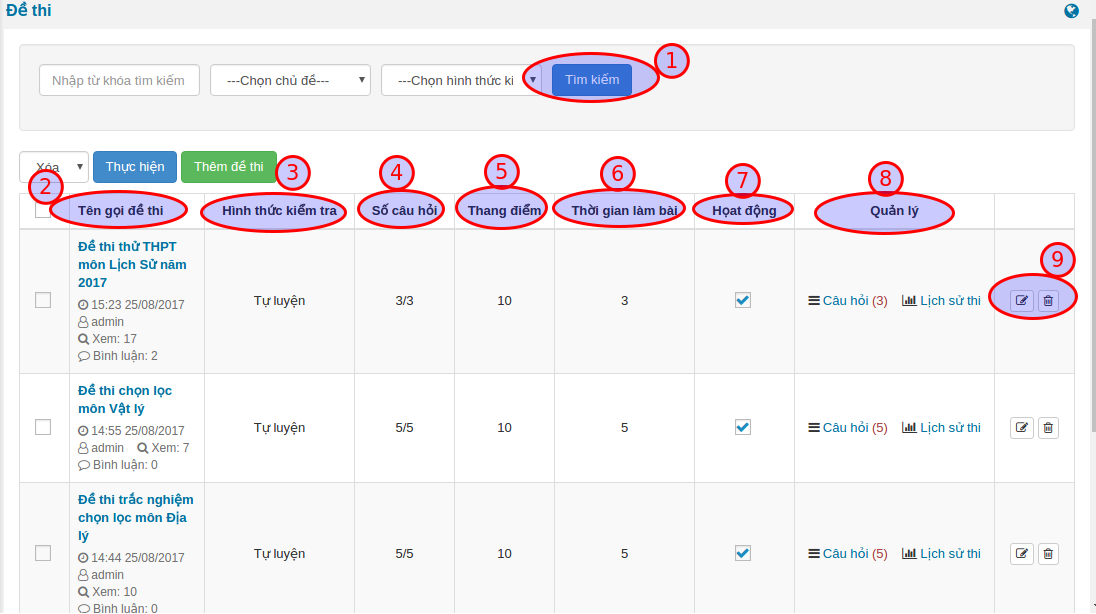 Đề thi
1
Nhập từ khóa tìm kiếm ---Chọn chủ đề--- ---Chọn hình thức ki Tìm kiếm
Xóa Thực hiện Thêm đề thi
2 3 4 5 6 7 8
Tên gọi đề thi Hình thức kiểm tra Số câu hỏi Thang điểm Thời gian làm bài Hoạt động Quản lý
9
Đề thi thử THPT
môn Lịch Sử năm
2017
15:23 25/08/2017
admin
Xem: 17
Bình luận: 2
Tự luyện 3/3 10 3 Câu hỏi (3) Lịch sử thi
Đề thi chọn lọc
môn Vật lý
14:55 25/08/2017
admin Xem: 7
Bình luận: 0
Tự luyện 5/5 10 5 Câu hỏi (5) Lịch sử thi
Đề thi trắc nghiệm
chọn lọc môn Địa
lý
14:44 25/08/2017
admin
Xem: 10
Bình luận: 0
Tự luyện 5/5 10 5 Câu hỏi (5) Lịch sử thi